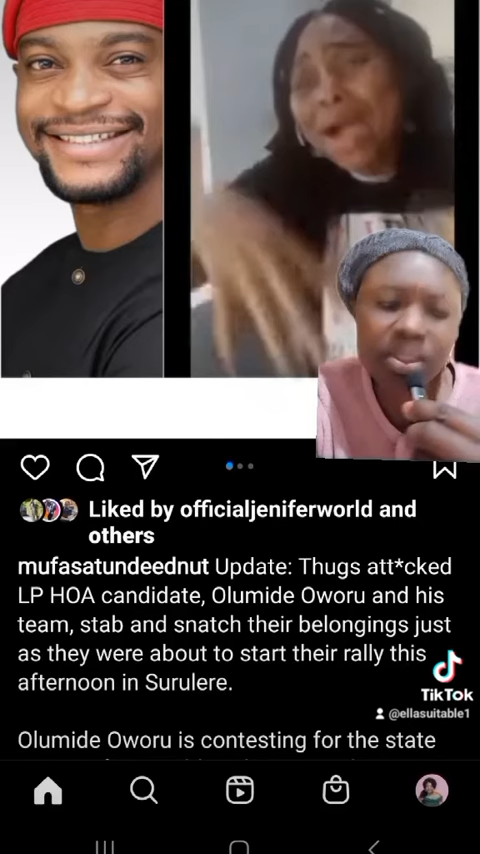 Liked by officialjeniferworld and
others
mufasatundeednut Update: Thugs att*cked
LP HOA candidate, Olumide Oworu and his
team, stab and snatch their belongings just
as they were about to start their rally this
afternoon in Surulere.
TikTok
@ellasuitable1
Olumide Oworu is contesting for the state